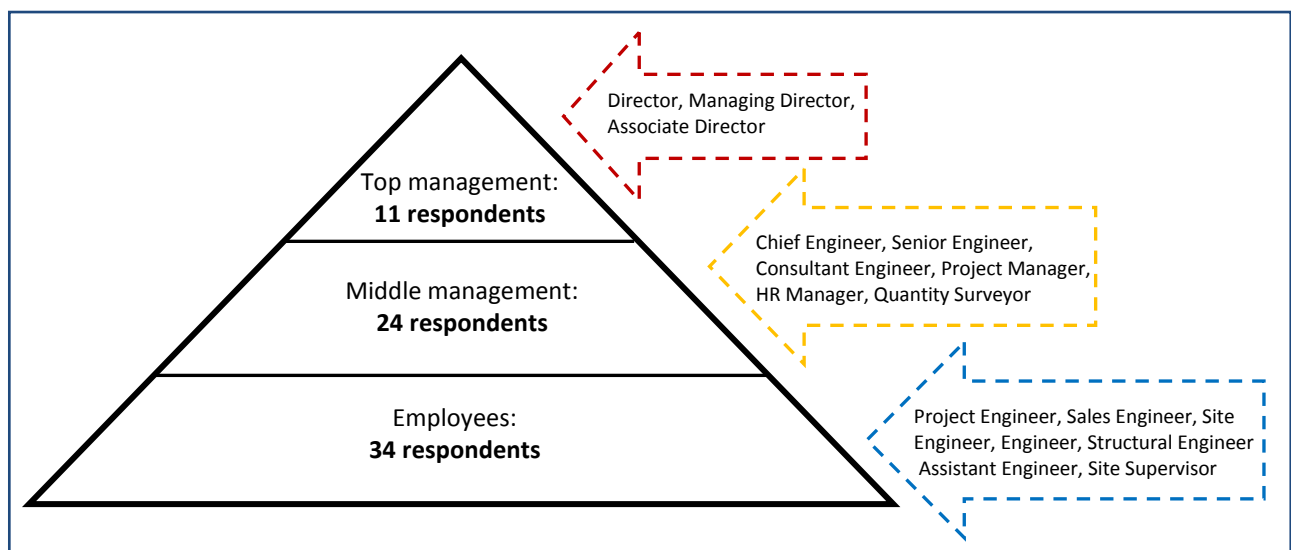 Director, Managing Director,
Associate Director
Top management:
11 respondents
Chief Engineer, Senior Engineer,
Consultant Engineer, Project Manager,
HR Manager, Quantity Surveyor
Middle management:
24 respondents
Project Engineer, Sales Engineer, Site
Engineer, Engineer, Structural Engineer
Assistant Engineer, Site Supervisor
Employees:
34 respondents